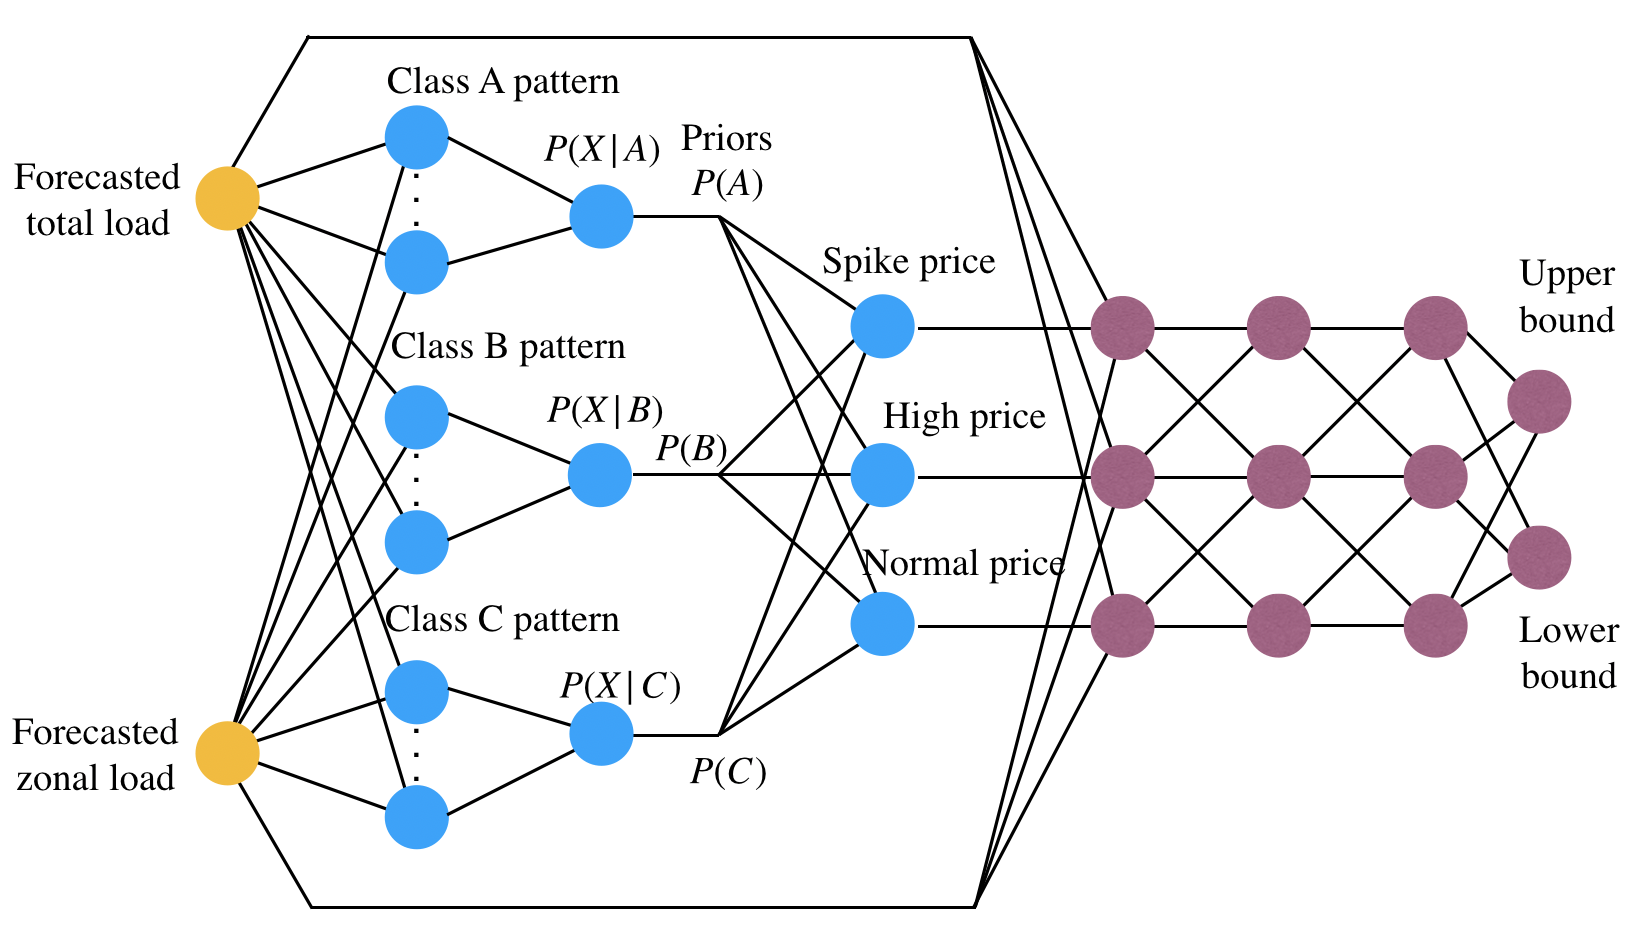 Class A pattern
P(X|A)
Priors
P(A)
Forecasted
total load
Spike price
Upper
bound
Class B pattern
P(X|B)
P(B)
High price
Normal price
Class C pattern
P(X|C)
P(C)
Forecasted
zonal load
Lower
bound